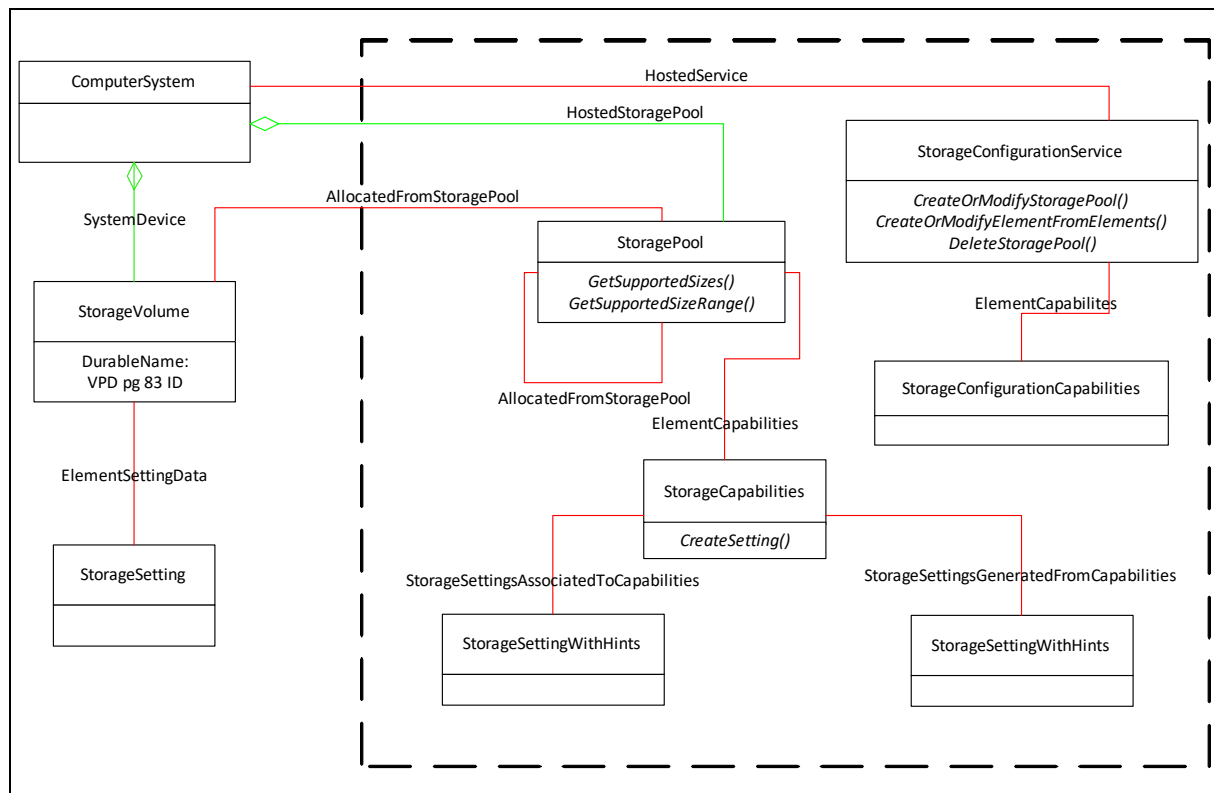 HostedService
ComputerSystem
HostedStoragePool
StorageConfigurationService
CreateOrModifyStoragePool()
CreateOrModifyElementFromElements()
DeleteStoragePool()
AllocatedFromStoragePool
SystemDevice
StoragePool
GetSupportedSizes()
GetSupportedSizeRange()
StorageVolume
DurableName:
VPD pg 83 ID
ElementCapabilites
StorageConfigurationCapabilities
AllocatedFromStoragePool
ElementCapabilities
ElementSettingData
StorageCapabilities
CreateSetting()
StorageSetting
StorageSettingsAssociatedToCapabilities
StorageSettingsGeneratedFromCapabilities
StorageSettingWithHints
StorageSettingWithHints